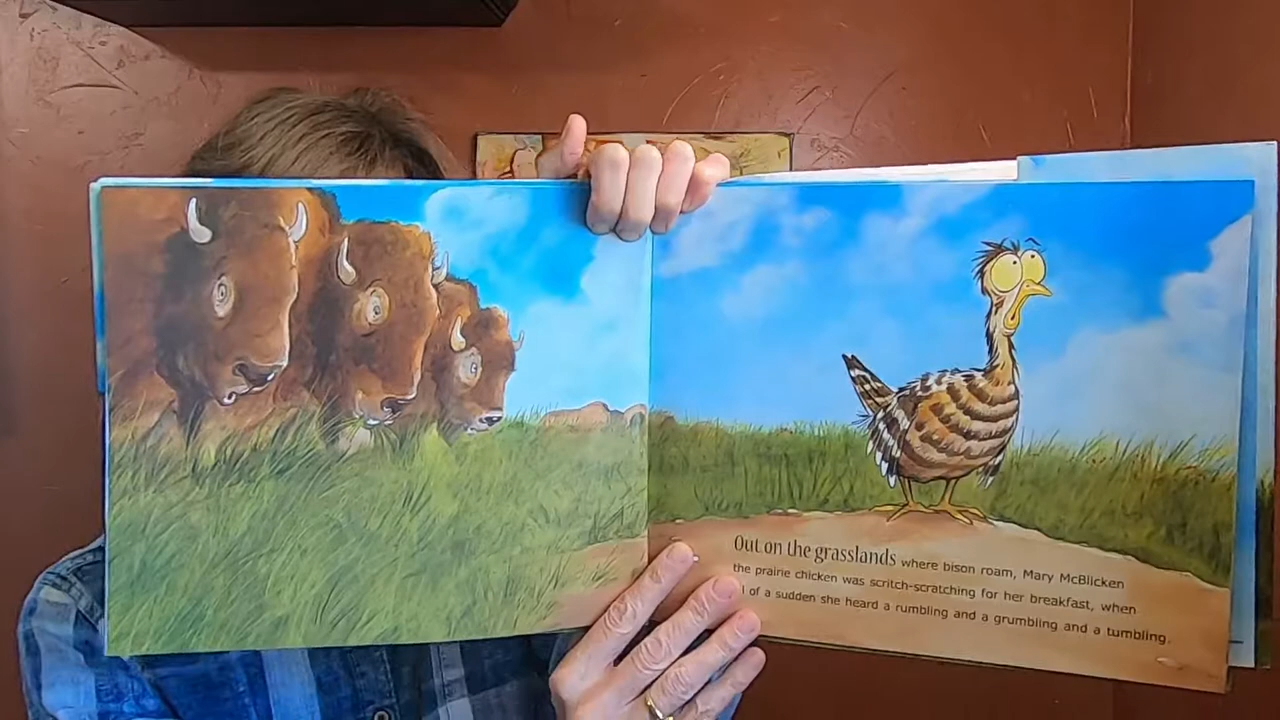 Out on the grasslands where bison roam, Mary McBlicken
the prairie chicken was scritch-scratching for her breakfast, when
of a sudden she heard a rumbling and a grumbling and a tumbling.